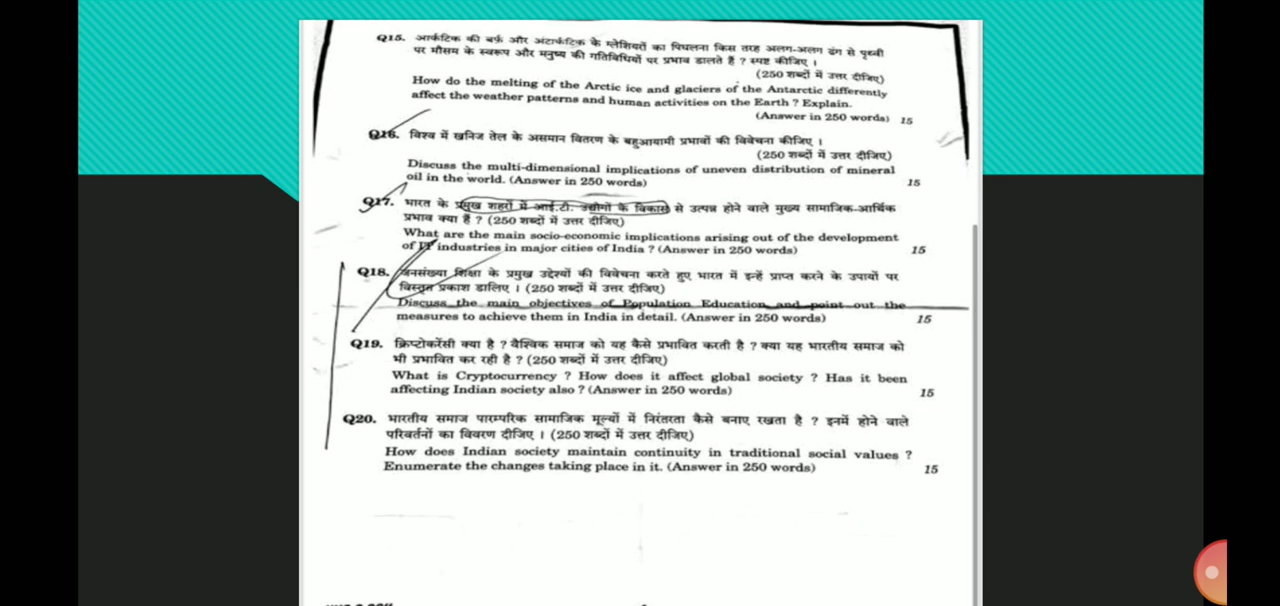 Q15. आर्कटिक की बर्फ़ और अंटार्कटिक के ग्लेशियरों का पिघलना किस तरह अलग-अलग ढंग से पृथ्वी
पर मौसम के स्वरूप और मनुष्य की गतिविधियों पर प्रभाव डालते हैं ? स्पष्ट कीजिए ।
(250 शब्दों में उत्तर दीजिए)
How do the melting of the Arctic ice and glaciers of the Antarctic differently
affect the weather patterns and human activities on the Earth ? Explain.
(Answer in 250 words) 15
Q16. विश्व में खनिज तेल के असमान वितरण के बहुआयामी प्रभावों की विवेचना कीजिए ।
(250 शब्दों में उत्तर दीजिए)
Discuss the multi-dimensional implications of uneven distribution of mineral
oil in the world. (Answer in 250 words) 15
Q17. भारत के प्रमुख शहरों में आई.टी. उद्योगों के विकास से उत्पन्न होने वाले मुख्य सामाजिक-आर्थिक
प्रभाव क्या हैं ? (250 शब्दों में उत्तर दीजिए)
What are the main socio-economic implications arising out of the development
of IT industries in major cities of India ? (Answer in 250 words) 15
Q18. जनसंख्या शिक्षा के प्रमुख उद्देश्यों की विवेचना करते हुए भारत में इन्हें प्राप्त करने के उपायों पर
विस्तृत प्रकाश डालिए । (250 शब्दों में उत्तर दीजिए)
Discuss the main objectives of Population Education and point out the
measures to achieve them in India in detail. (Answer in 250 words) 15
Q19. क्रिप्टोकरेंसी क्या है ? वैश्विक समाज को यह कैसे प्रभावित करती है ? क्या यह भारतीय समाज को
भी प्रभावित कर रही है ? (250 शब्दों में उत्तर दीजिए)
What is Cryptocurrency ? How does it affect global society ? Has it been
affecting Indian society also ? (Answer in 250 words) 15
Q20. भारतीय समाज पारम्परिक सामाजिक मूल्यों में निरंतरता कैसे बनाए रखता है ? इनमें होने वाले
परिवर्तनों का विवरण दीजिए । (250 शब्दों में उत्तर दीजिए)
How does Indian society maintain continuity in traditional social values ?
Enumerate the changes taking place in it. (Answer in 250 words) 15